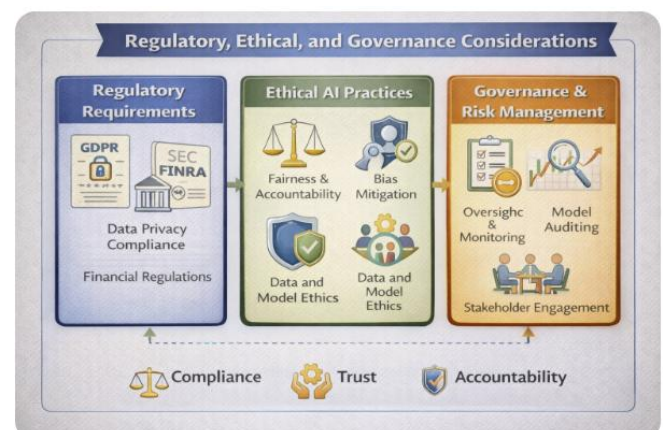 Regulatory, Ethical, and Governance Considerations
Regulatory
Requirements
GDPR
SEC
FINRA
Data Privacy
Compliance
Financial Regulations
Ethical AI Practices
Fairness &
Accountability
Bias
Mitigation
Data and
Model Ethics
Data and
Model
Ethics
Governance &
Risk Management
Oversighc
&
Monitoring
Model
Auditing
Stakeholder Engagement
Compliance
Trust
Accountability